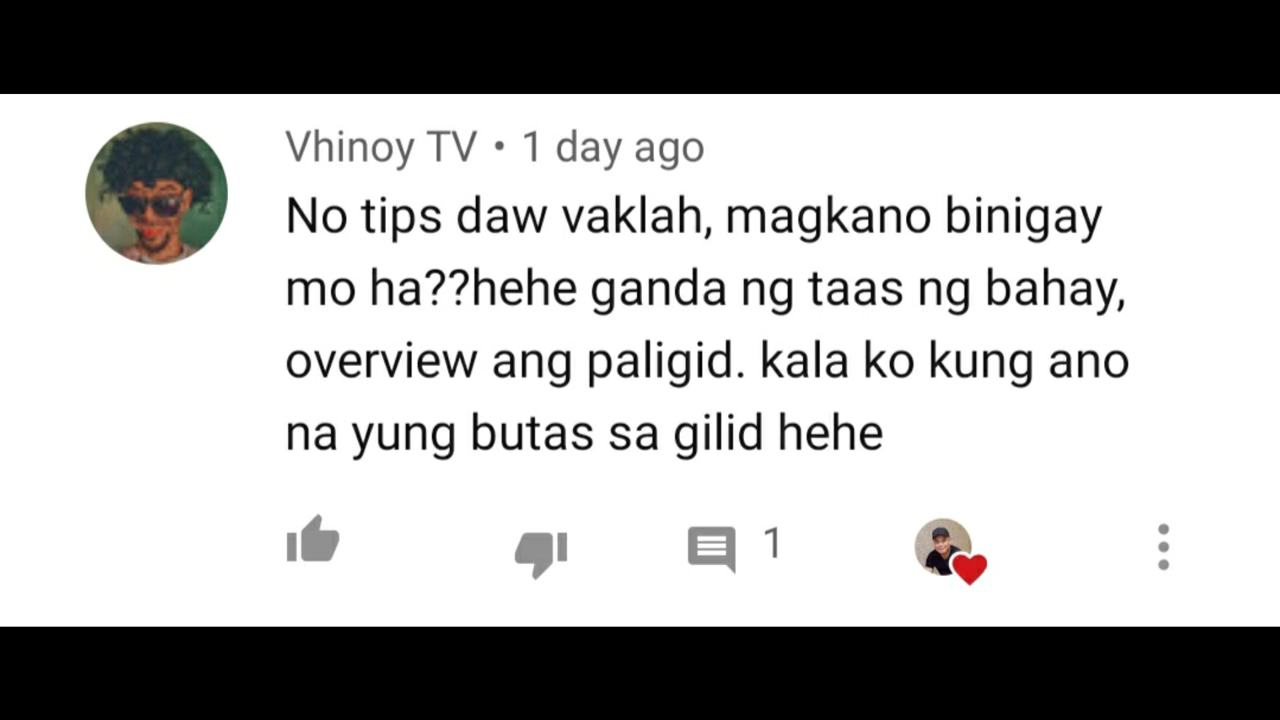 Vhinoy TV • 1 day ago
No tips daw vaklah, magkano binigay
mo ha??hehe ganda ng taas ng bahay,
overview ang paligid. kala ko kung ano
na yung butas sa gilid hehe
1